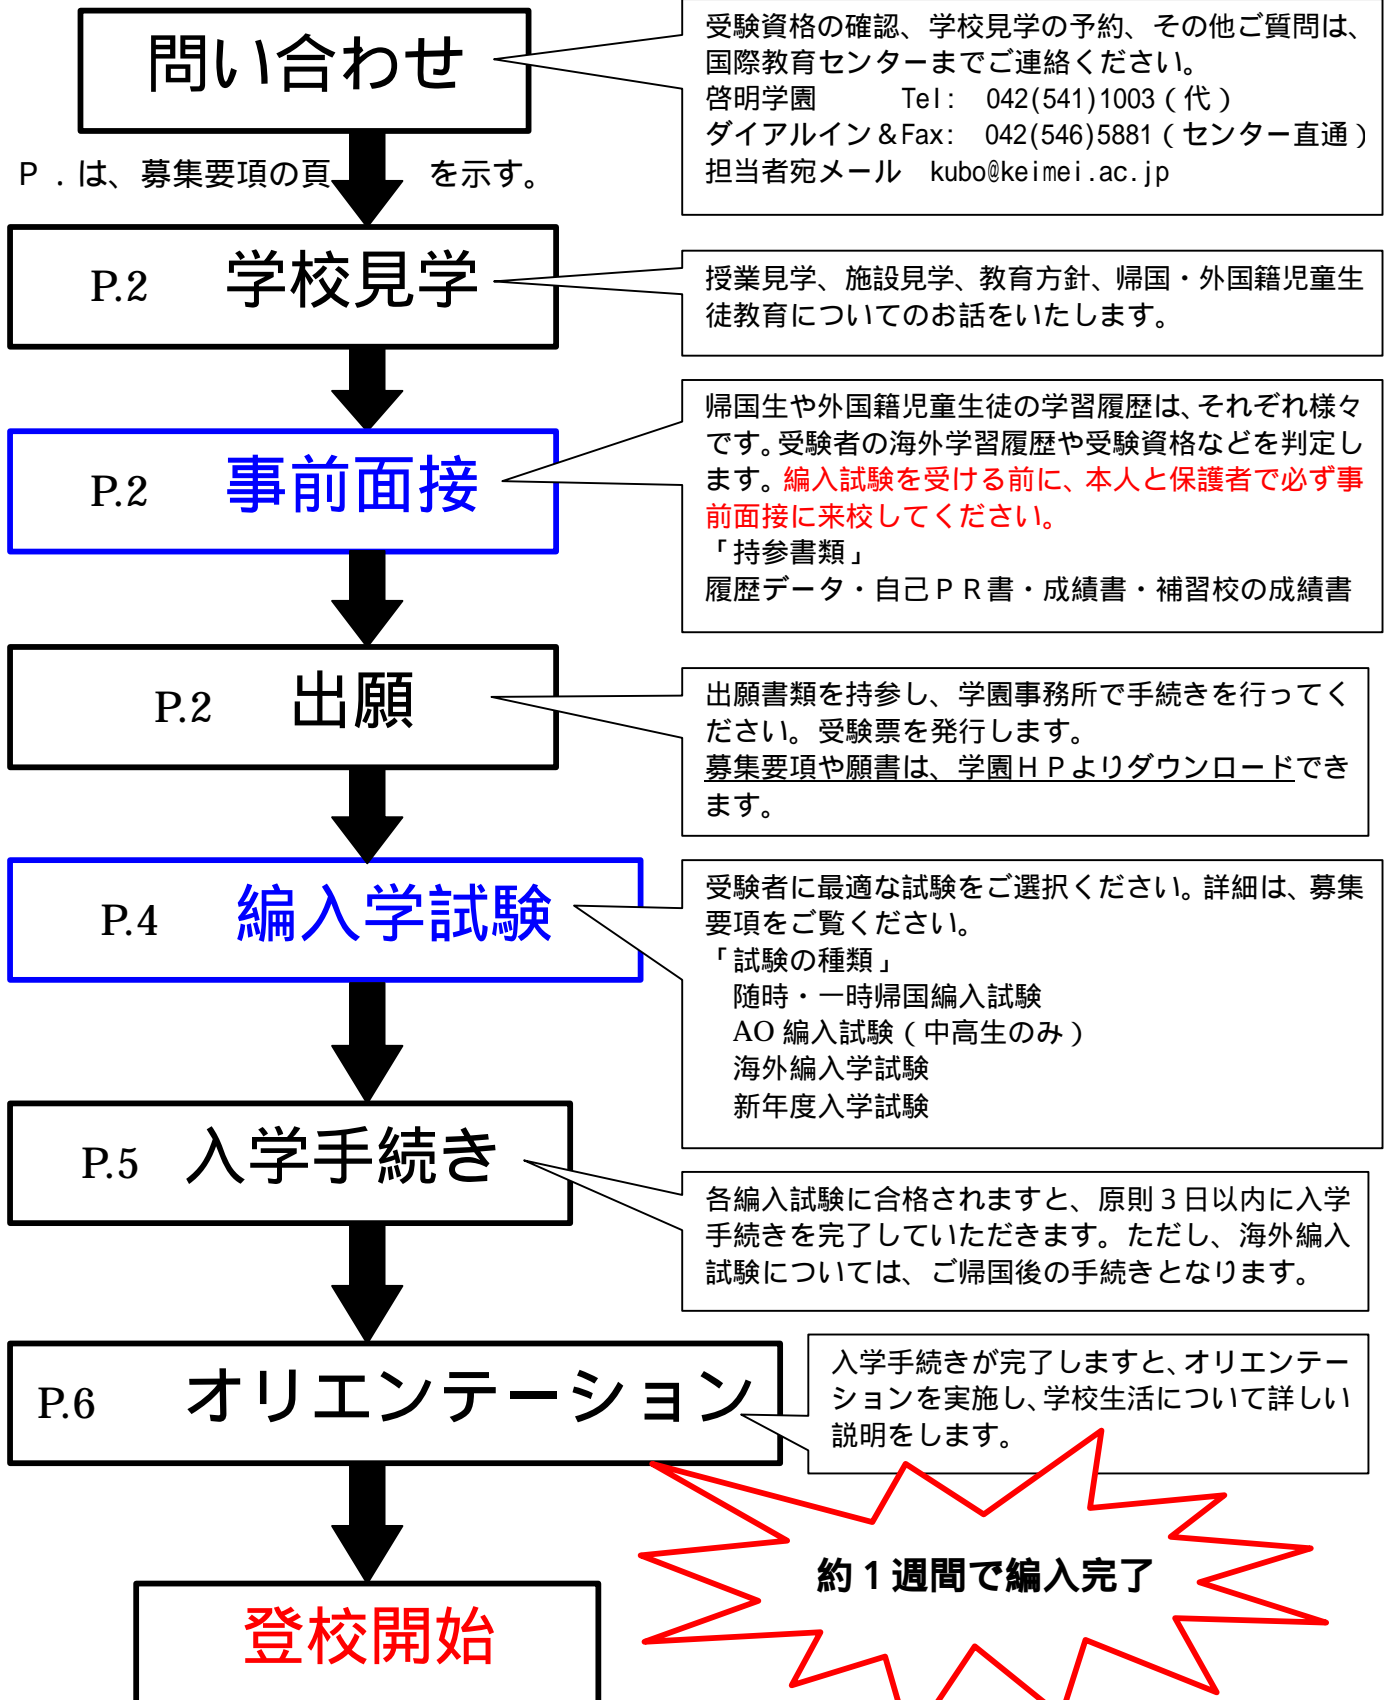 問い合わせ
受験資格の確認、学校見学の予約、その他ご質問は、
国際教育センターまでご連絡ください。
啓明学園　　　Tel:　042(541)1003（代）
ダイアルイン＆Fax:　042(546)5881（センター直通）
担当者宛メール　kubo@keimei.ac.jp
Ｐ．は、募集要項の頁　　　を示す。
P.2　学校見学
授業見学、施設見学、教育方針、帰国・外国籍児童生
徒教育についてのお話をいたします。
P.2　事前面接
帰国生や外国籍児童生徒の学習履歴は、それぞれ様々
です。受験者の海外学習履歴や受験資格などを判定し
ます。編入試験を受ける前に、本人と保護者で必ず事
前面接に来校してください。
「持参書類」
履歴データ・自己ＰＲ書・成績書・補習校の成績書
P.2　出願
出願書類を持参し、学園事務所で手続きを行ってく
ださい。受験票を発行します。
募集要項や願書は、学園ＨＰよりダウンロードでき
ます。
P.4　編入学試験
受験者に最適な試験をご選択ください。詳細は、募集
要項をご覧ください。
「試験の種類」
随時・一時帰国編入試験
AO 編入試験（中高生のみ）
海外編入学試験
新年度入学試験
P.5　入学手続き
各編入試験に合格されますと、原則３日以内に入学
手続きを完了していただきます。ただし、海外編入
試験については、ご帰国後の手続きとなります。
P.6　オリエンテーション
入学手続きが完了しますと、オリエンテー
ションを実施し、学校生活について詳しい
説明をします。
約１週間で編入完了
登校開始